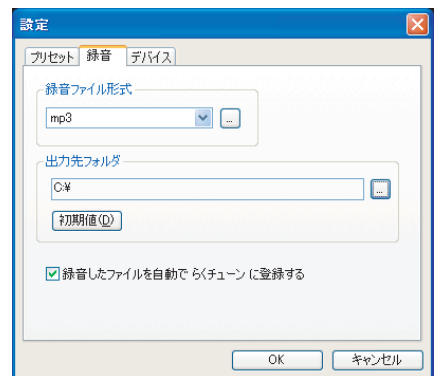 設定
プリセット 録音 デバイス
録音ファイル形式
mp3 ...
出力先フォルダ
C:¥ ...
初期値(D)
録音したファイルを自動で らくチューン に登録する
OK キャンセル